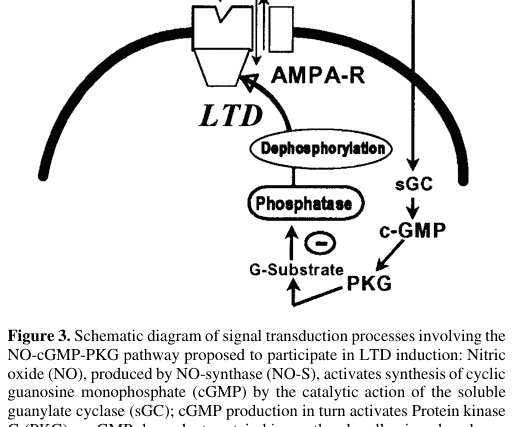 AMPA-R
LTD
Dephosphorylation
sGC
Phosphatase
c-GMP
−
G-Substrate
PKG
Figure 3. Schematic diagram of signal transduction processes involving the
NO-cGMP-PKG pathway proposed to participate in LTD induction: Nitric
oxide (NO), produced by NO-synthase (NO-S), activates synthesis of cyclic
guanosine monophosphate (cGMP) by the catalytic action of the soluble
guanylate cyclase (sGC); cGMP production in turn activates Protein kinase